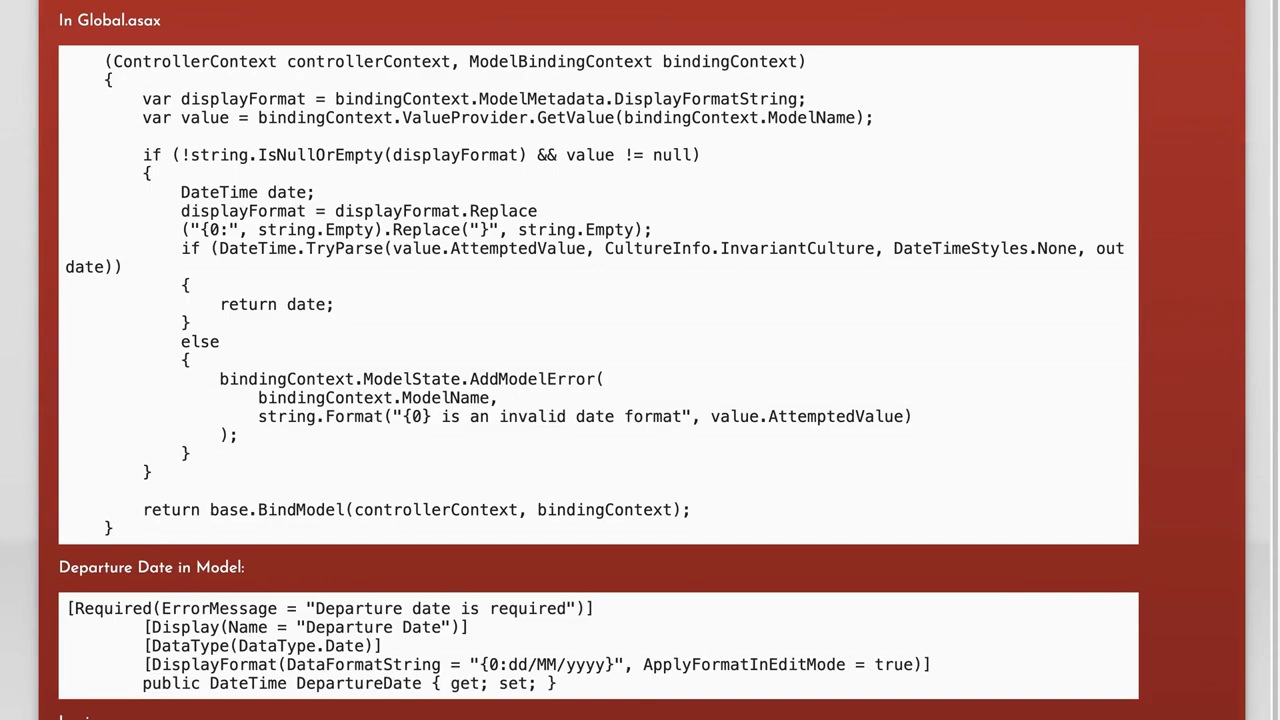 In Global.asax
(ControllerContext controllerContext, ModelBindingContext bindingContext)
{
var displayFormat = bindingContext.ModelMetadata.DisplayFormatString;
var value = bindingContext.ValueProvider.GetValue(bindingContext.ModelName);
if (!string.IsNullOrEmpty(displayFormat) && value != null)
{
DateTime date;
displayFormat = displayFormat.Replace
("{0:", string.Empty).Replace("}", string.Empty);
if (DateTime.TryParse(value.AttemptedValue, CultureInfo.InvariantCulture, DateTimeStyles.None, out
date))
{
return date;
}
else
{
bindingContext.ModelState.AddModelError(
bindingContext.ModelName,
string.Format("{0} is an invalid date format", value.AttemptedValue)
);
}
}
return base.BindModel(controllerContext, bindingContext);
}
Departure Date in Model:
[Required(ErrorMessage = "Departure date is required")]
[Display(Name = "Departure Date")]
[DataType(DataType.Date)]
[DisplayFormat(DataFormatString = "{0:dd/MM/yyyy}", ApplyFormatInEditMode = true)]
public DateTime DepartureDate { get; set; }